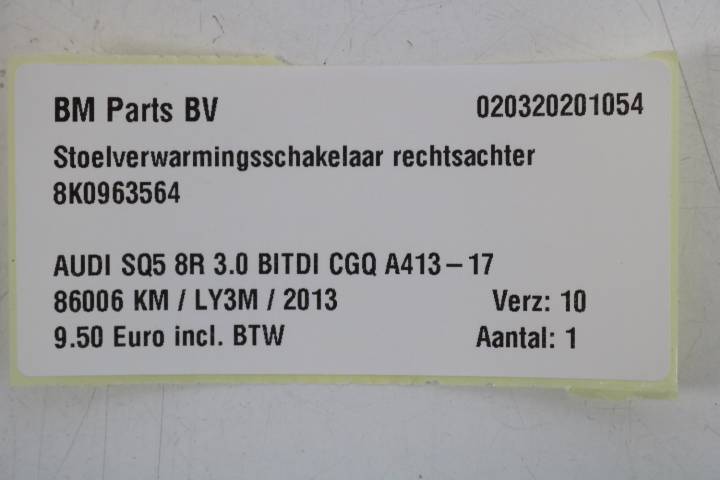 BM Parts BV 020320201054
Stoelverwarmingsschakelaar rechtsachter
8K0963564
AUDI SQ5 8R 3.0 BITDI CGQ A413-17
86006 KM / LY3M / 2013 Verz: 10
9.50 Euro incl. BTW Aantal: 1